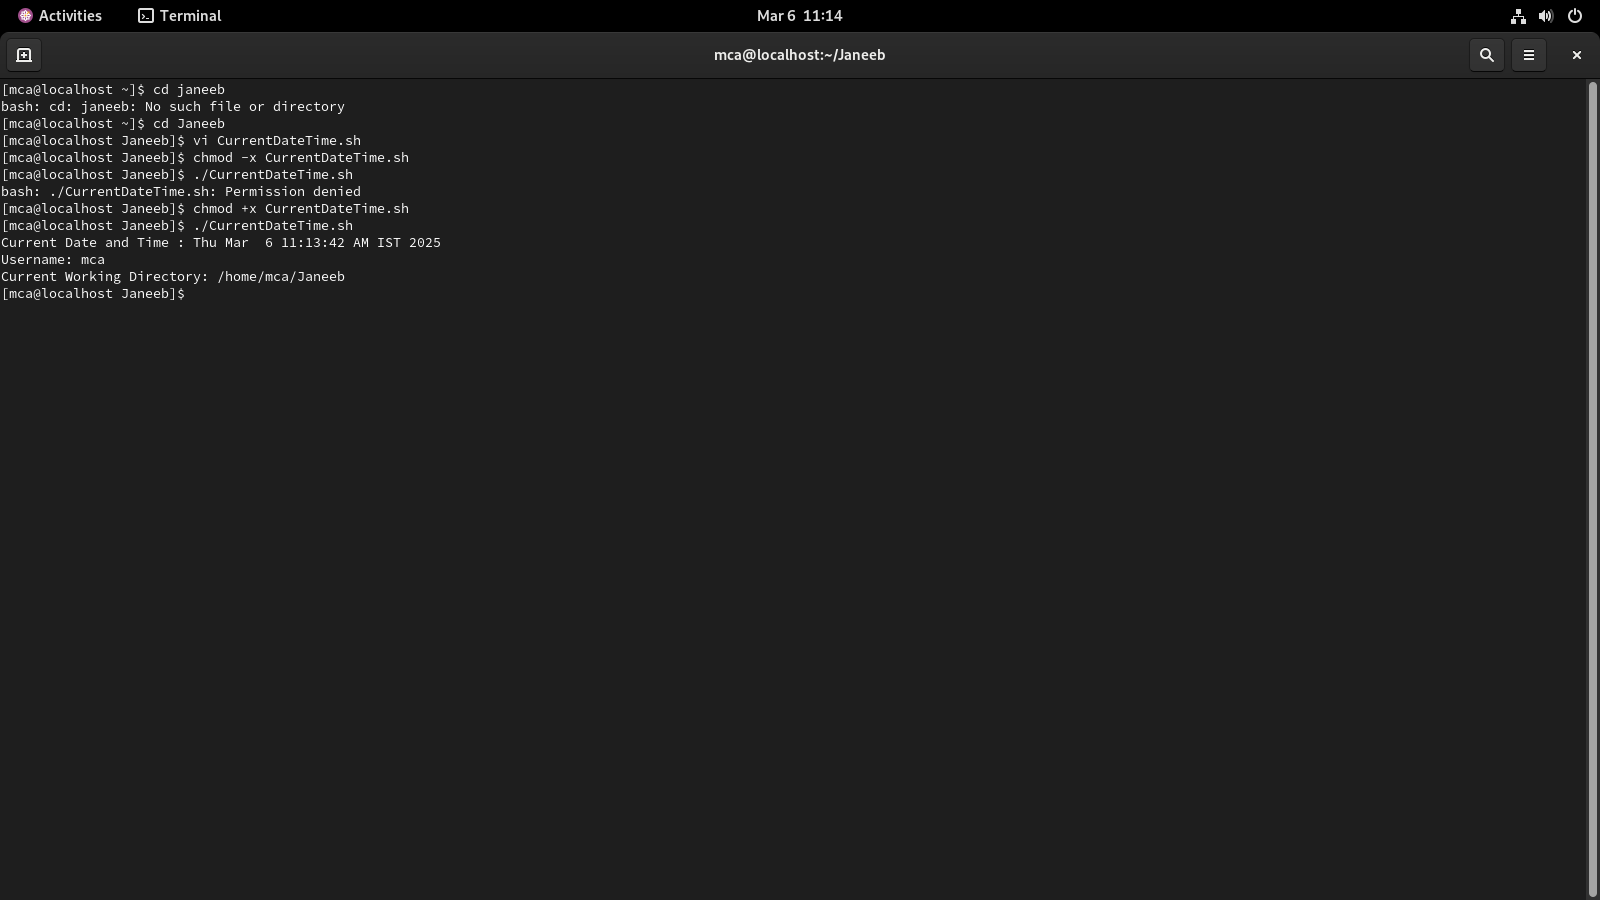 Activities Terminal Mar 6 11:14
mca@localhost:~/Janeeb
[mca@localhost ~]$ cd janeeb
bash: cd: janeeb: No such file or directory
[mca@localhost ~]$ cd Janeeb
[mca@localhost Janeeb]$ vi CurrentDateTime.sh
[mca@localhost Janeeb]$ chmod -x CurrentDateTime.sh
[mca@localhost Janeeb]$ ./CurrentDateTime.sh
bash: ./CurrentDateTime.sh: Permission denied
[mca@localhost Janeeb]$ chmod +x CurrentDateTime.sh
[mca@localhost Janeeb]$ ./CurrentDateTime.sh
Current Date and Time : Thu Mar  6 11:13:42 AM IST 2025
Username: mca
Current Working Directory: /home/mca/Janeeb
[mca@localhost Janeeb]$